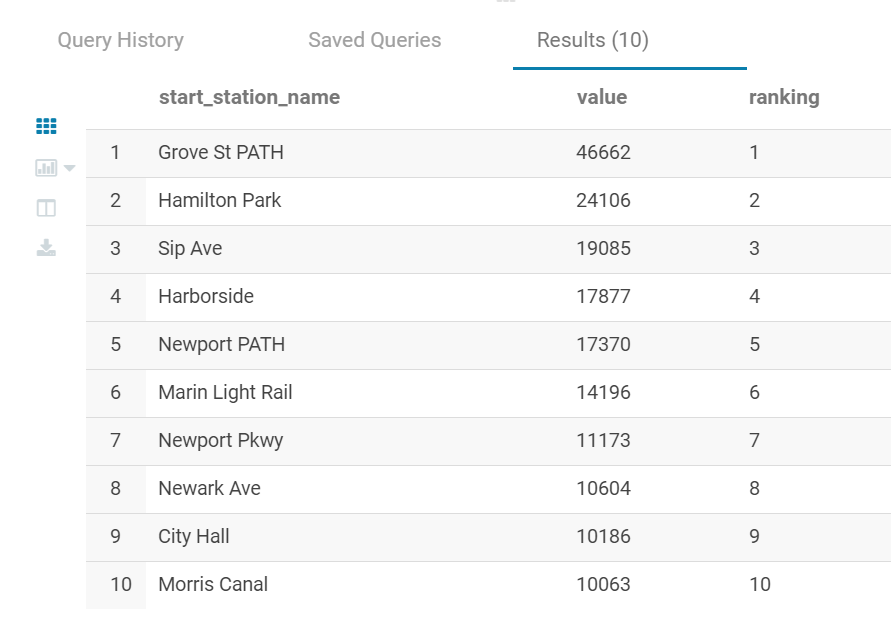 Query History Saved Queries Results (10)
start_station_name value ranking
1 Grove St PATH 46662 1
2 Hamilton Park 24106 2
3 Sip Ave 19085 3
4 Harborside 17877 4
5 Newport PATH 17370 5
6 Marin Light Rail 14196 6
7 Newport Pkwy 11173 7
8 Newark Ave 10604 8
9 City Hall 10186 9
10 Morris Canal 10063 10